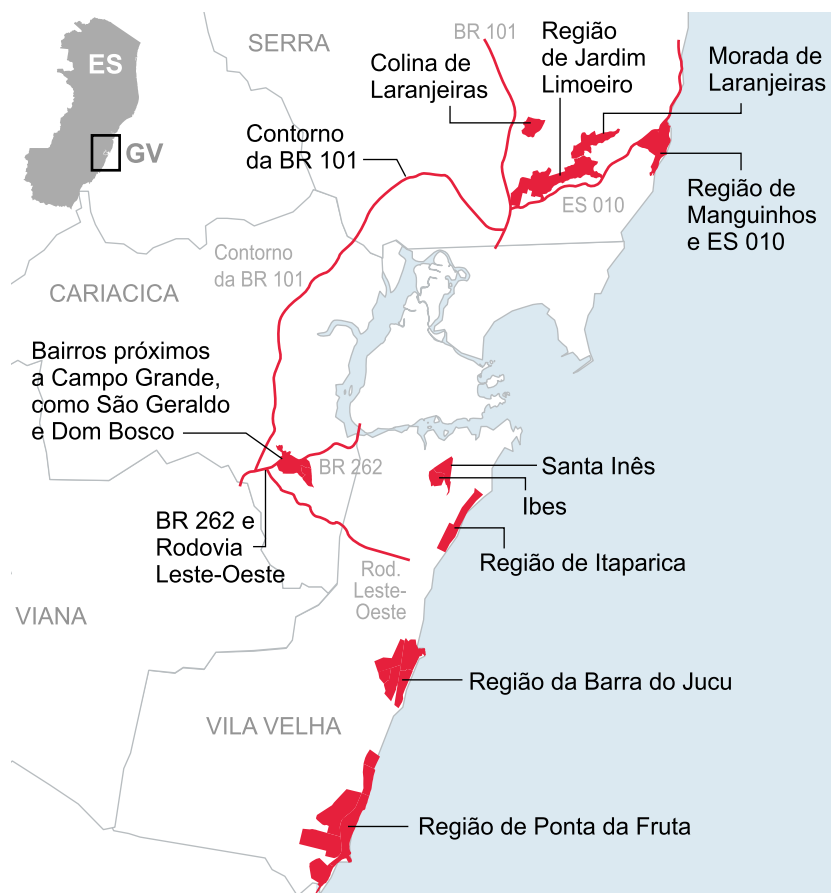 ES
GV
SERRA
BR 101
Colina de
Laranjeiras
Região
de Jardim
Limoeiro
Morada de
Laranjeiras
Contorno
da BR 101
ES 010
Região de
Manguinhos
e ES 010
Contorno
da BR 101
CARIACICA
Bairros próximos
a Campo Grande,
como São Geraldo
e Dom Bosco
BR 262
Santa Inês
Ibes
BR 262 e
Rodovia
Leste-Oeste
Região de Itaparica
Rod.
Leste-
Oeste
VIANA
Região da Barra do Jucu
VILA VELHA
Região de Ponta da Fruta